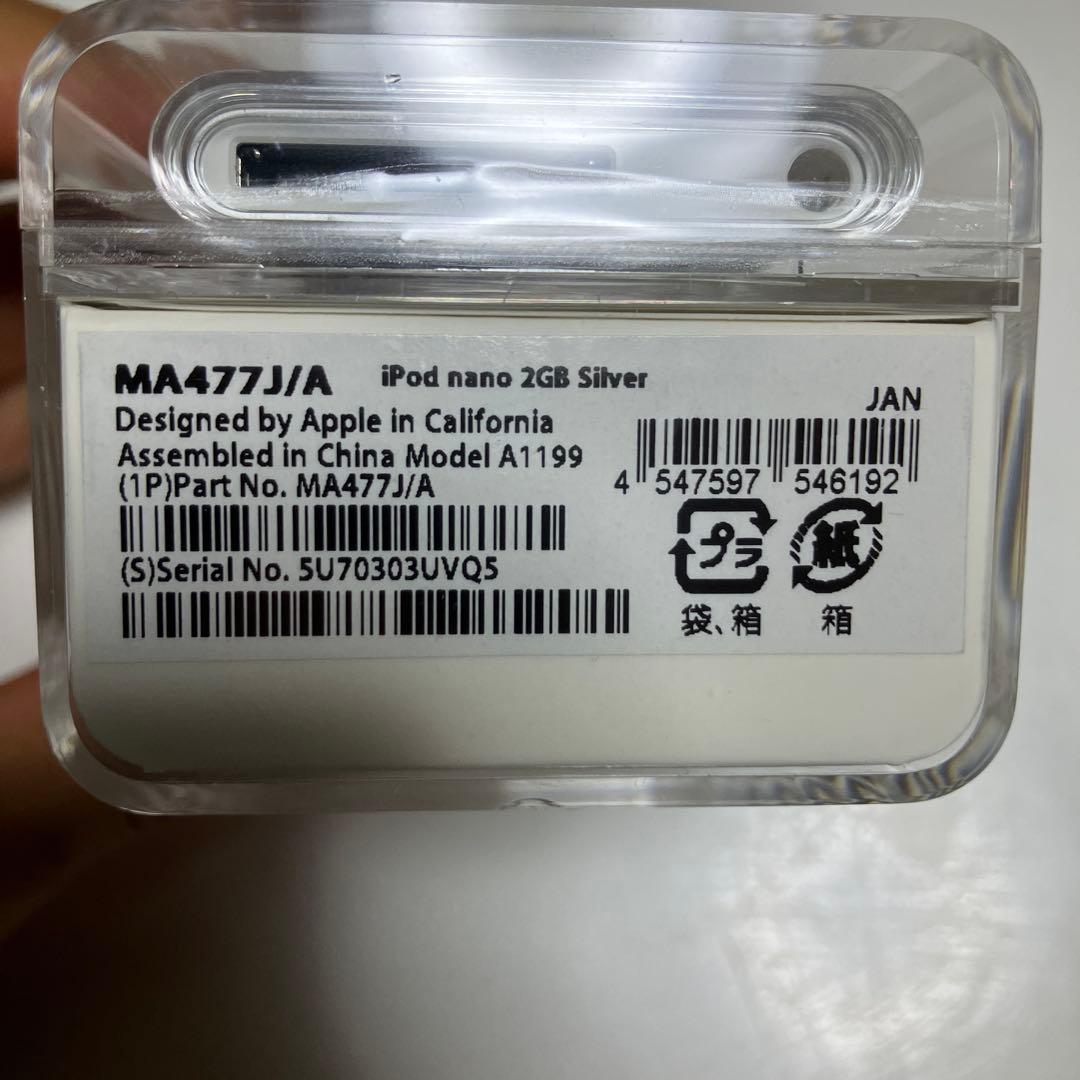 MA477J/A iPod nano 2GB Silver
JAN
Designed by Apple in California
Assembled in China Model A1199
(1P)Part No. MA477J/A
4 547597 546192
(S)Serial No. 5U70303UVQ5
プラ 紙
袋、箱 箱